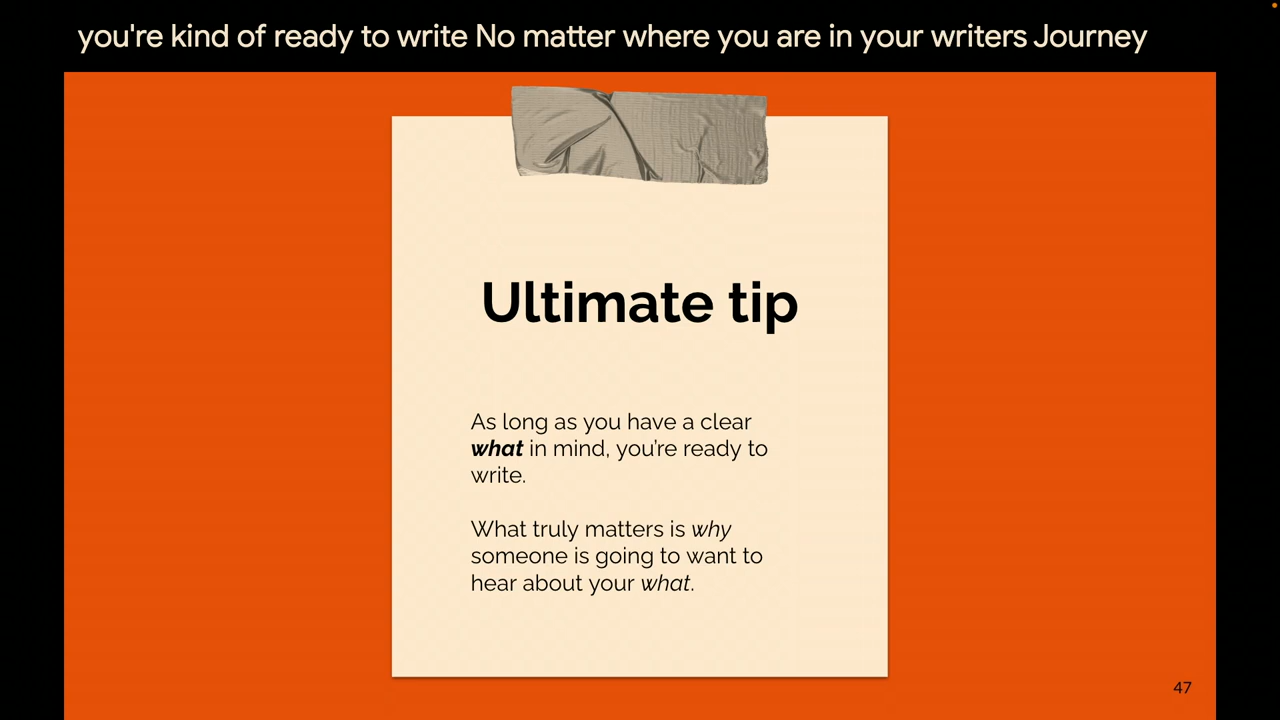 you're kind of ready to write No matter where you are in your writers Journey
Ultimate tip
As long as you have a clear
what in mind, you’re ready to
write.
What truly matters is why
someone is going to want to
hear about your what.
47